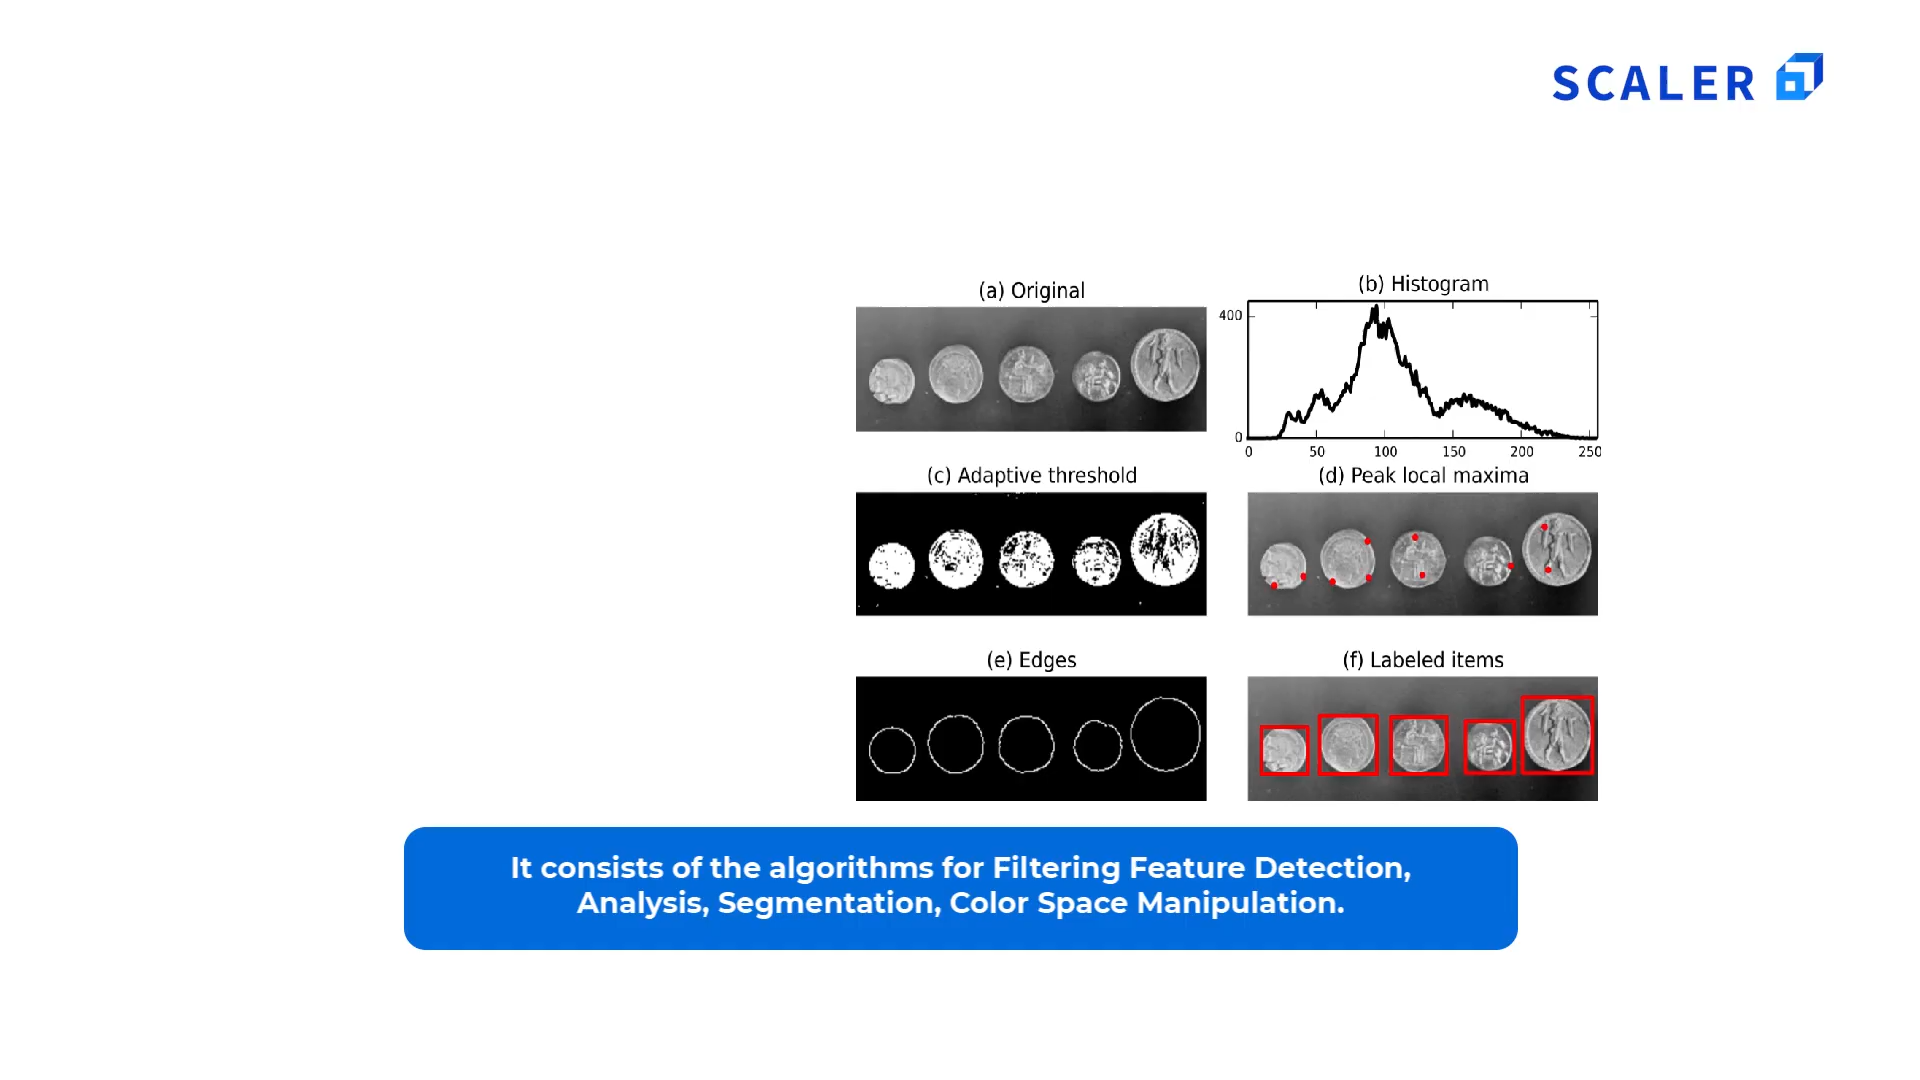 SCALER
(a) Original
(b) Histogram
400
0
0 50 100 150 200 250
(c) Adaptive threshold
(d) Peak local maxima
(e) Edges
(f) Labeled items
It consists of the algorithms for Filtering Feature Detection,
Analysis, Segmentation, Color Space Manipulation.